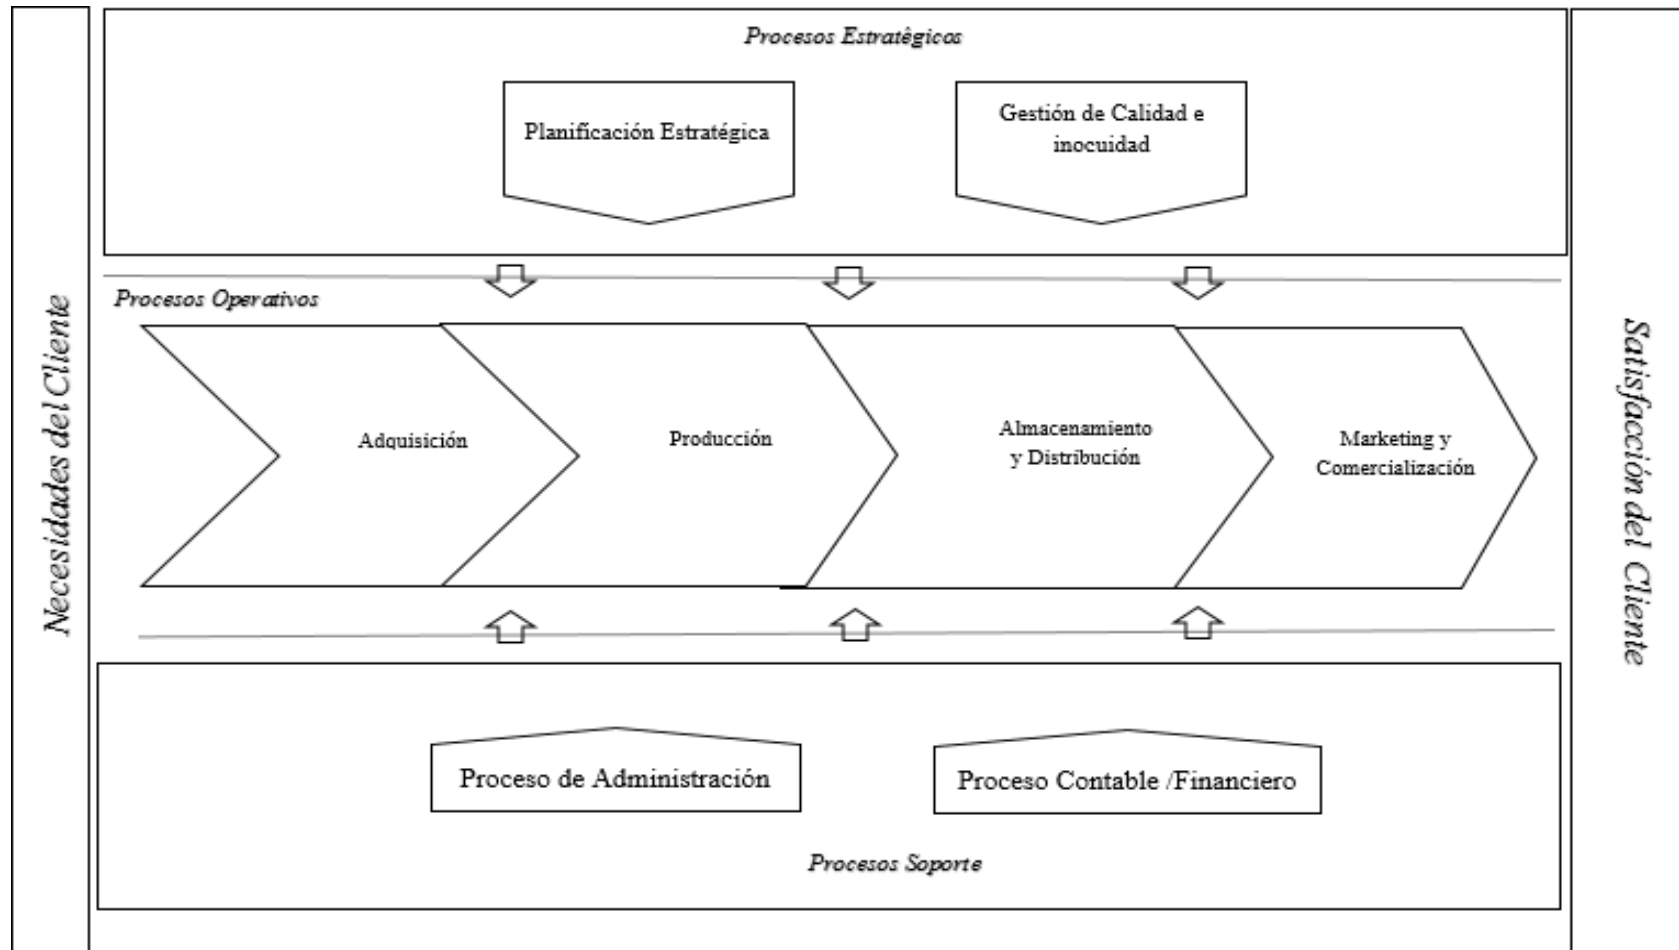 Necesidades del Cliente
Procesos Estratègicos
Planificación Estratégica
Gestión de Calidad e
inocuidad
Procesos Operativos
Adquisición
Producción
Almacenamiento
y Distribución
Marketing y
Comercialización
Proceso de Administración
Proceso Contable /Financiero
Procesos Soporte
Satisfacción del Cliente